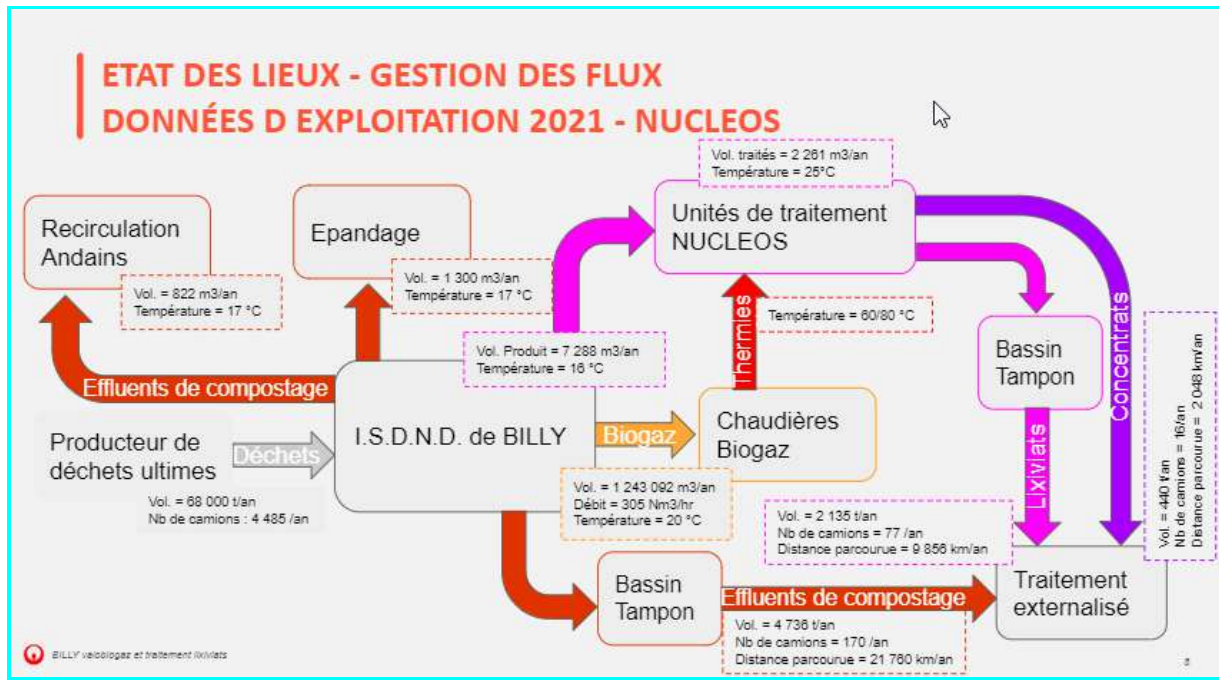 ETAT DES LIEUX - GESTION DES FLUX
DONNÉES D EXPLOITATION 2021 - NUCLEOS
Vol. traités = 2 261 m3/an
Température = 25°C
Unités de traitement
NUCLEOS
Recirculation
Andains
Vol. = 822 m3/an
Température = 17 °C
Epandage
Vol. = 1 300 m3/an
Température = 17 °C
Vol. Produit = 7 288 m3/an
Température = 16 °C
Thermies
Température = 60/80 °C
Bassin
Tampon
Concentrats
Vol. = 440 t/an
Nb de camions = 16/an
Distance parcourue = 2 048 km/an
Effluents de compostage
Producteur de
déchets ultimes
Déchets
Vol. = 68 000 t/an
Nb de camions : 4 485 /an
I.S.D.N.D. de BILLY
Biogaz
Chaudières
Biogaz
Vol. = 1 243 092 m3/an
Débit = 305 Nm3/hr
Température = 20 °C
Lixiviats
Vol. = 2 135 t/an
Nb de camions = 77 /an
Distance parcourue = 9 856 km/an
Bassin
Tampon
Effluents de compostage
Vol. = 4 736 t/an
Nb de camions = 170 /an
Distance parcourue = 21 760 km/an
Traitement
externalisé
BILLY valobiogaz et traitement lixiviats